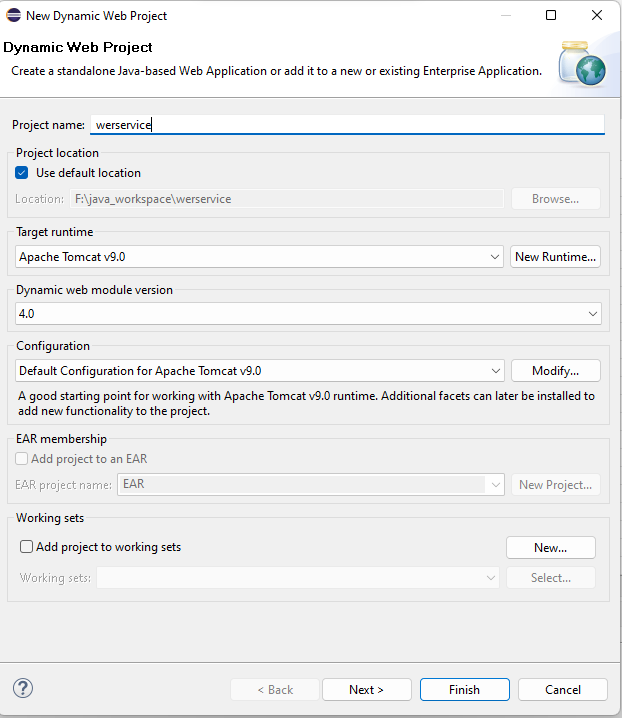 New Dynamic Web Project
Dynamic Web Project
Create a standalone Java-based Web Application or add it to a new or existing Enterprise Application.
Project name: werservice
Project location
Use default location
Location: F:\java_workspace\werservice Browse...
Target runtime
Apache Tomcat v9.0 New Runtime...
Dynamic web module version
4.0
Configuration
Default Configuration for Apache Tomcat v9.0 Modify...
A good starting point for working with Apache Tomcat v9.0 runtime. Additional facets can later be installed to
add new functionality to the project.
EAR membership
Add project to an EAR
EAR project name: EAR New Project...
Working sets
Add project to working sets New...
Working sets: Select...
? < Back Next > Finish Cancel